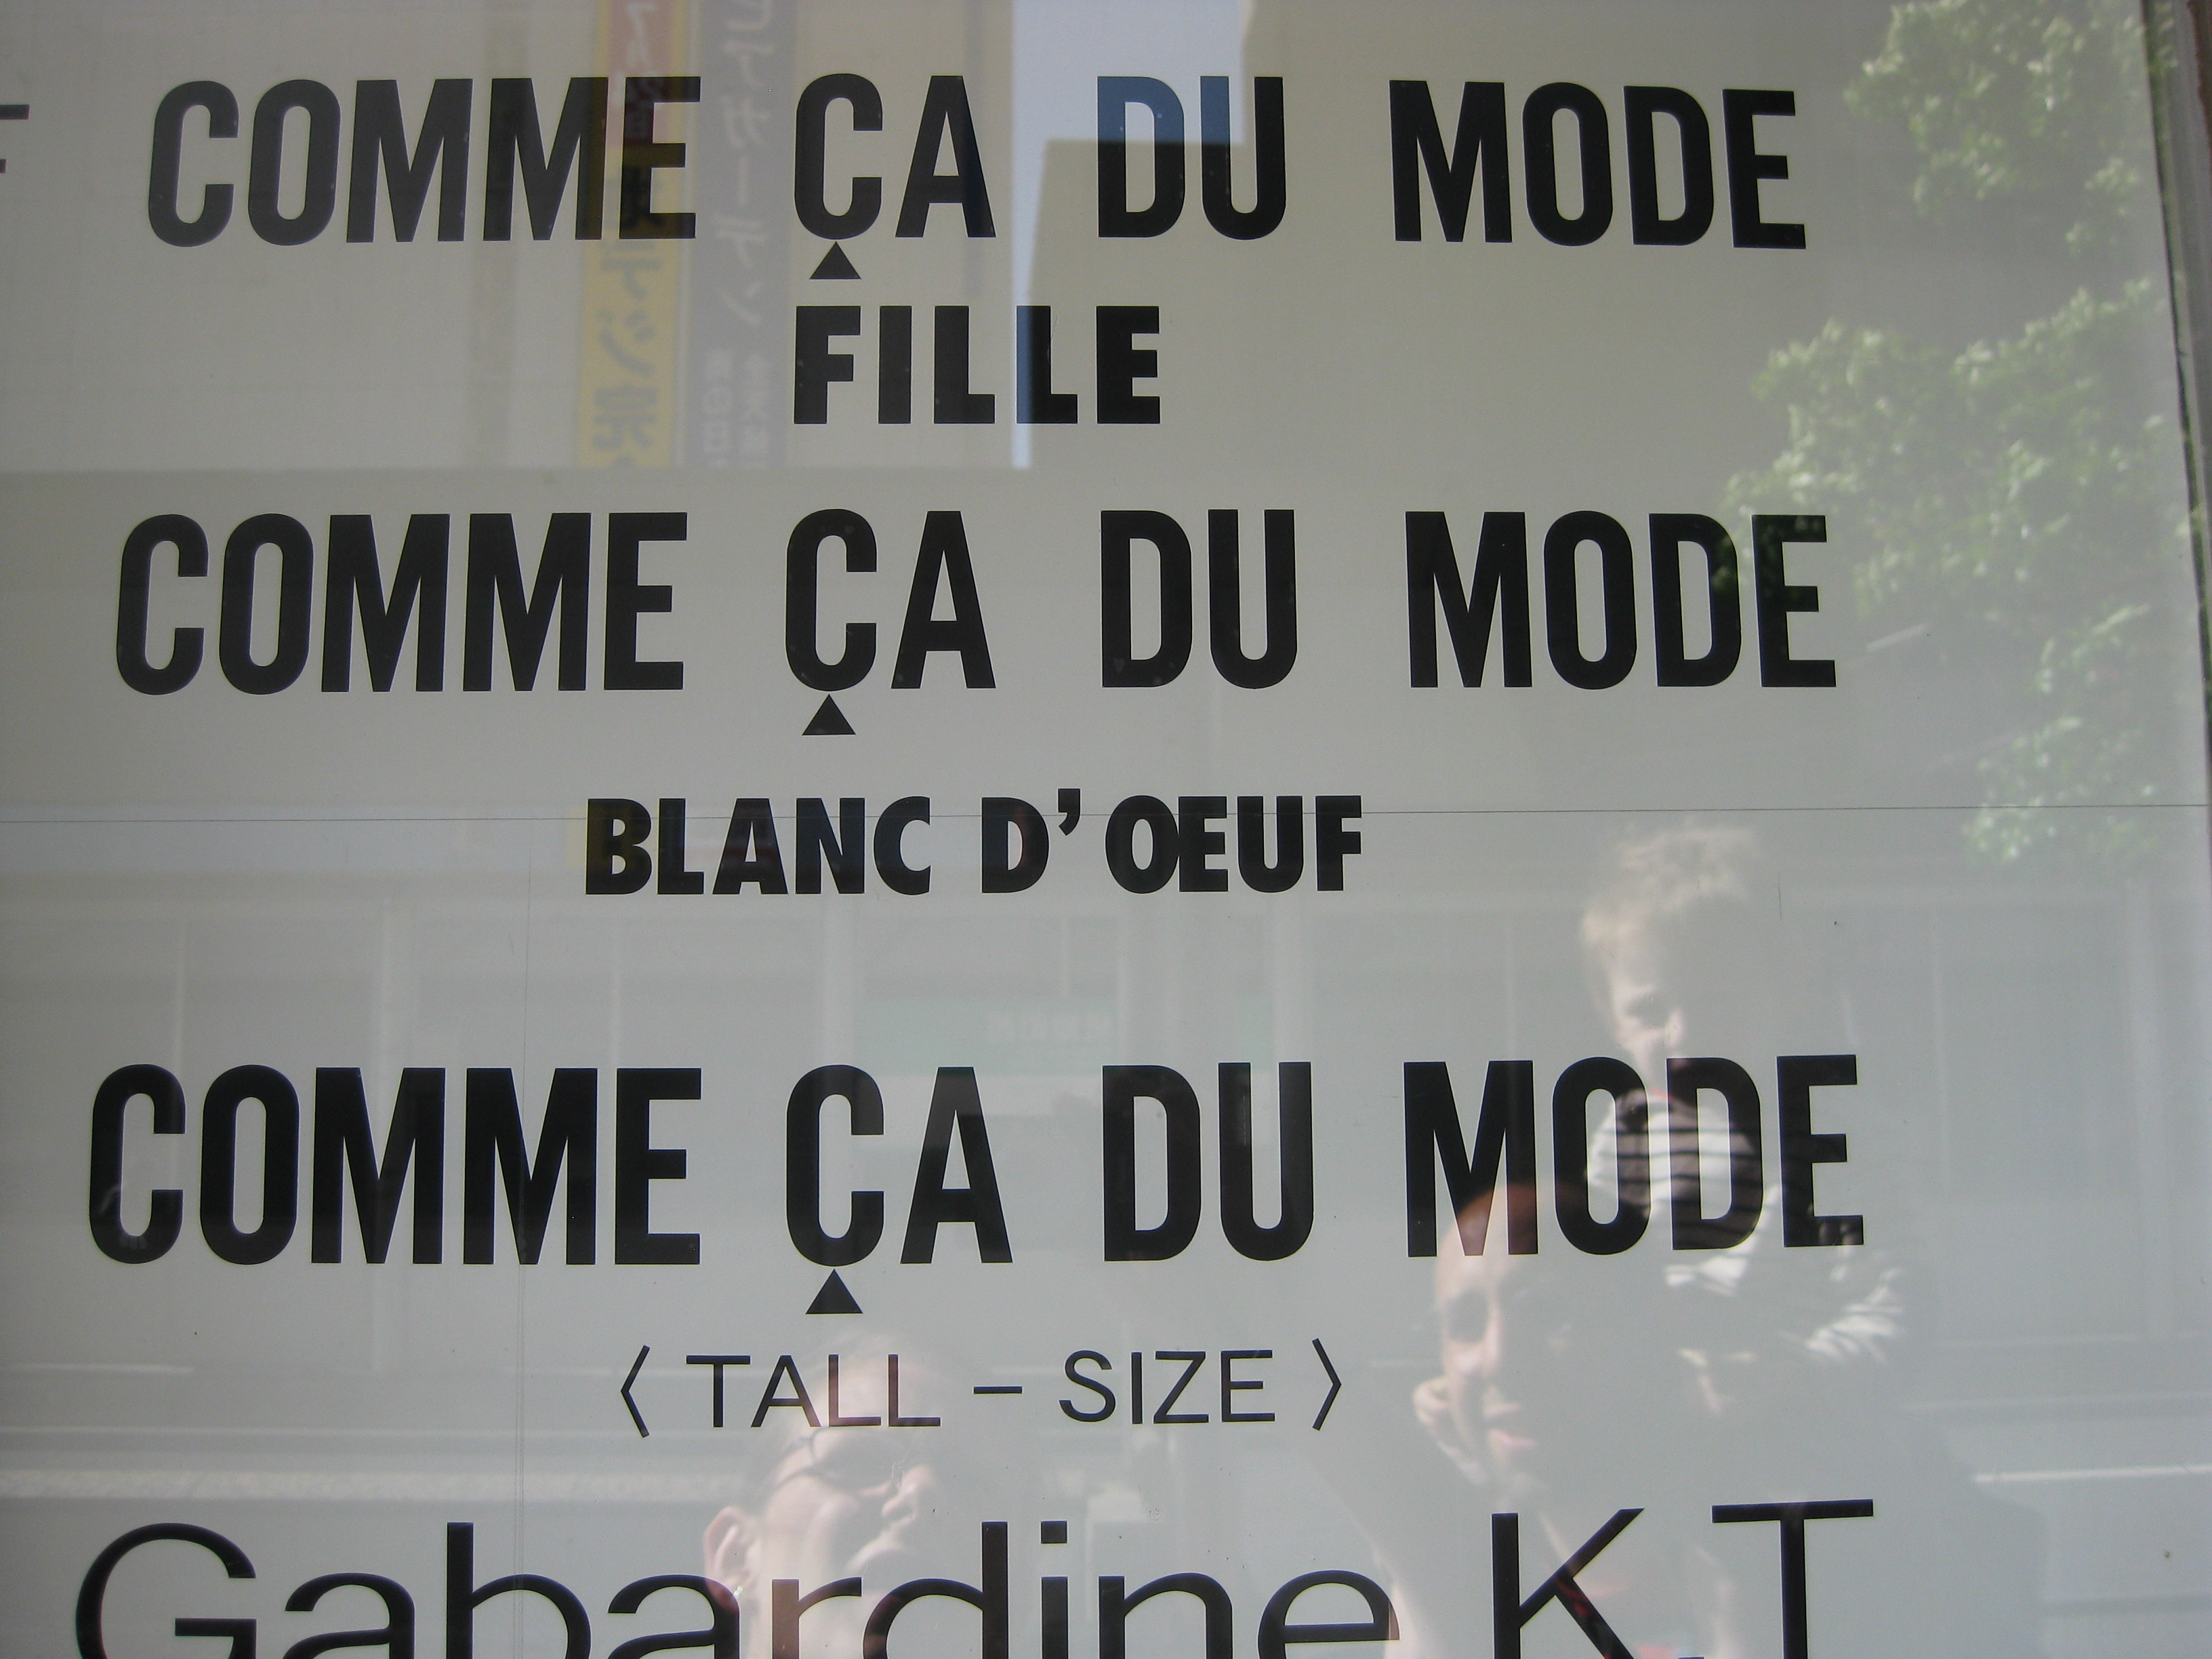 COMME ÇA DU MODE
FILLE
COMME ÇA DU MODE
BLANC D'OEUF
COMME ÇA DU MODE
〈TALL – SIZE〉
Gabardine K.T